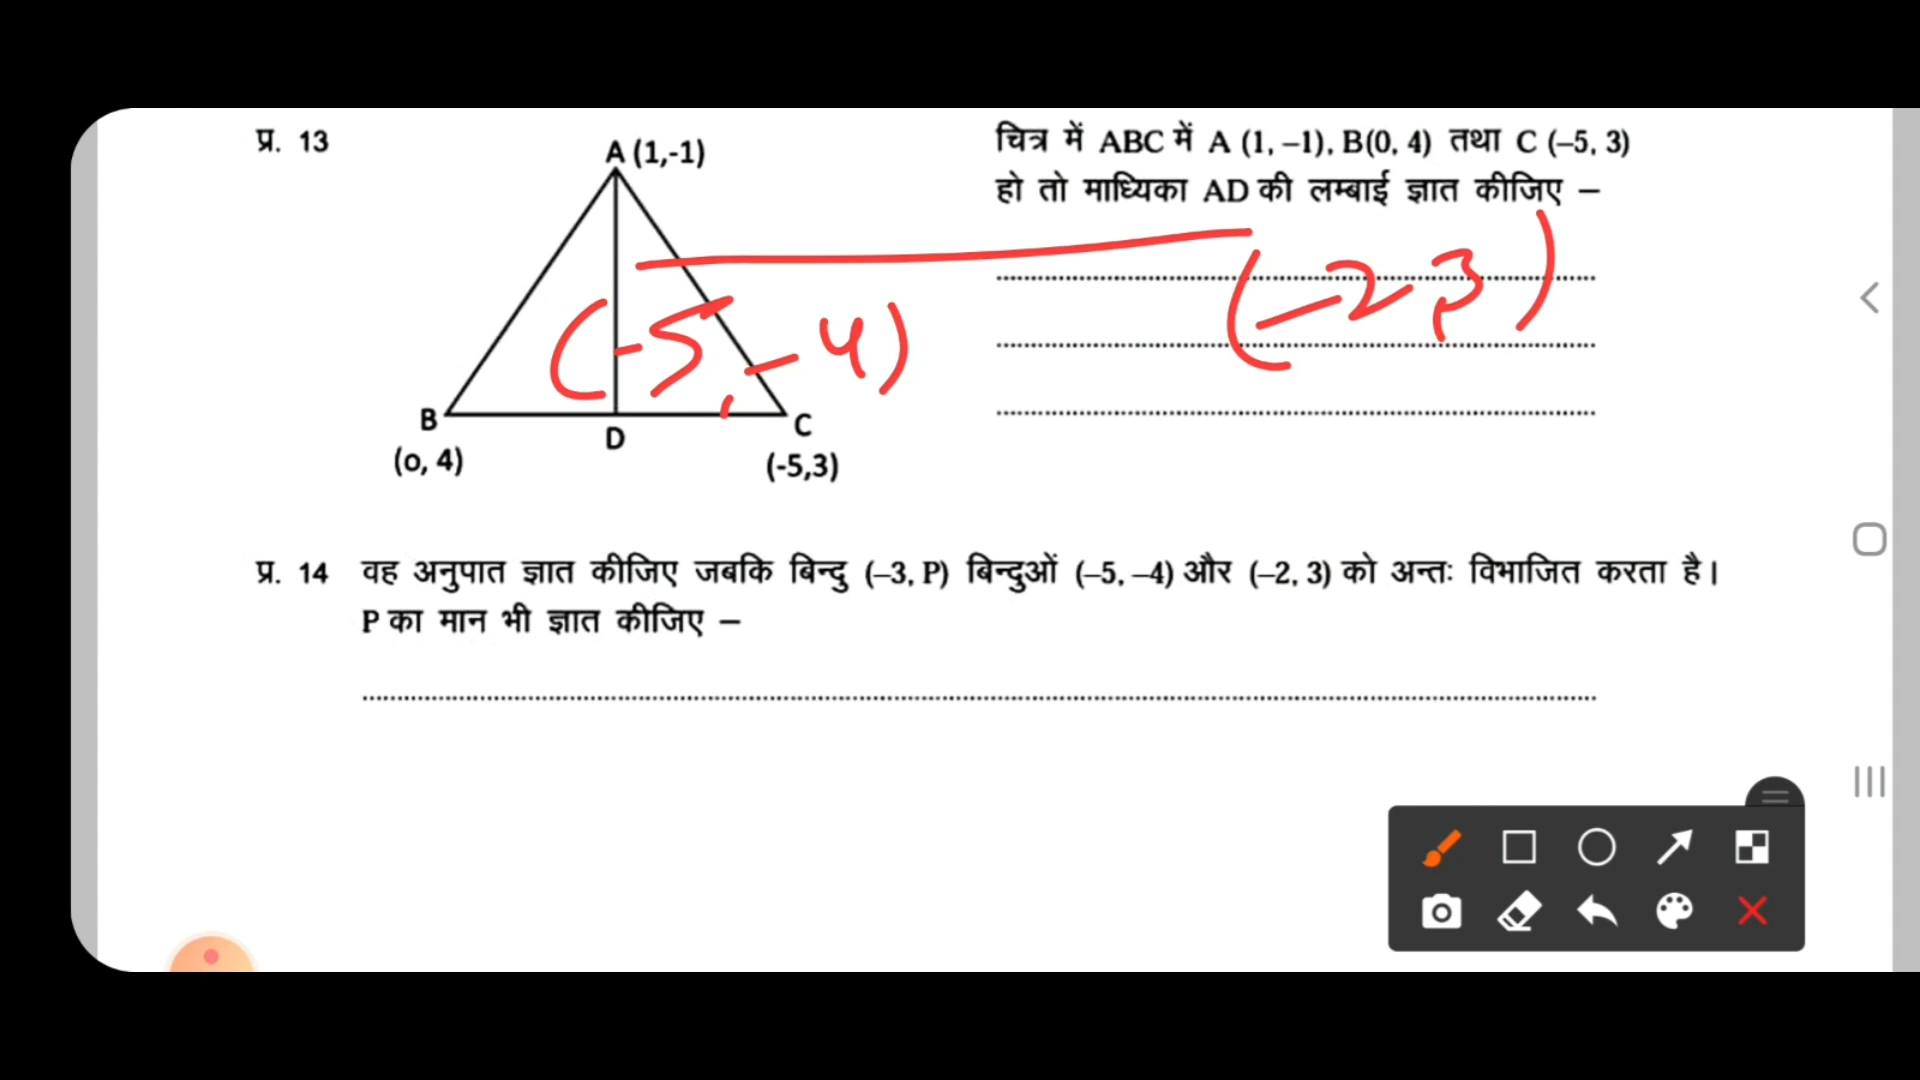 प्र. 13
A (1,-1)
B
(o, 4)
D
C
(-5,3)
चित्र में ABC में A (1, –1), B(0, 4) तथा C (–5, 3)
हो तो माध्यिका AD की लम्बाई ज्ञात कीजिए –
(-5, -4)
(-2, 3)
प्र. 14 वह अनुपात ज्ञात कीजिए जबकि बिन्दु (–3, P) बिन्दुओं (–5, –4) और (–2, 3) को अन्तः विभाजित करता है।
P का मान भी ज्ञात कीजिए –